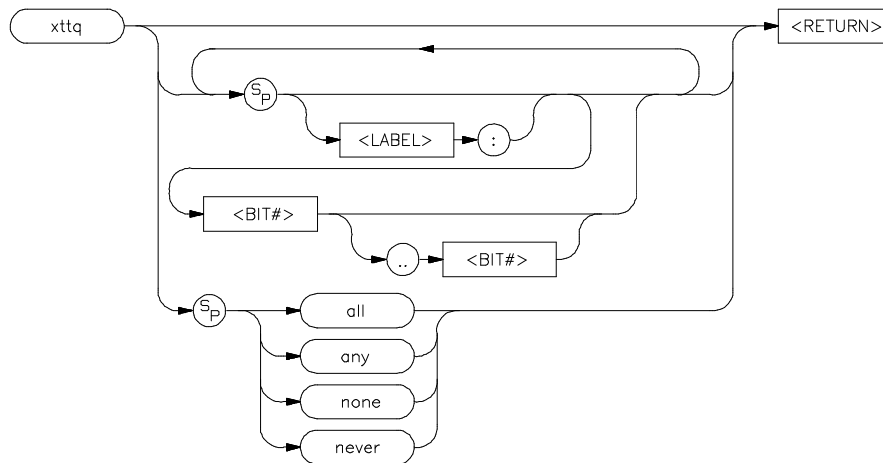 xttq
<RETURN>
SP
<LABEL>
:
<BIT#>
..
<BIT#>
SP
all
any
none
never